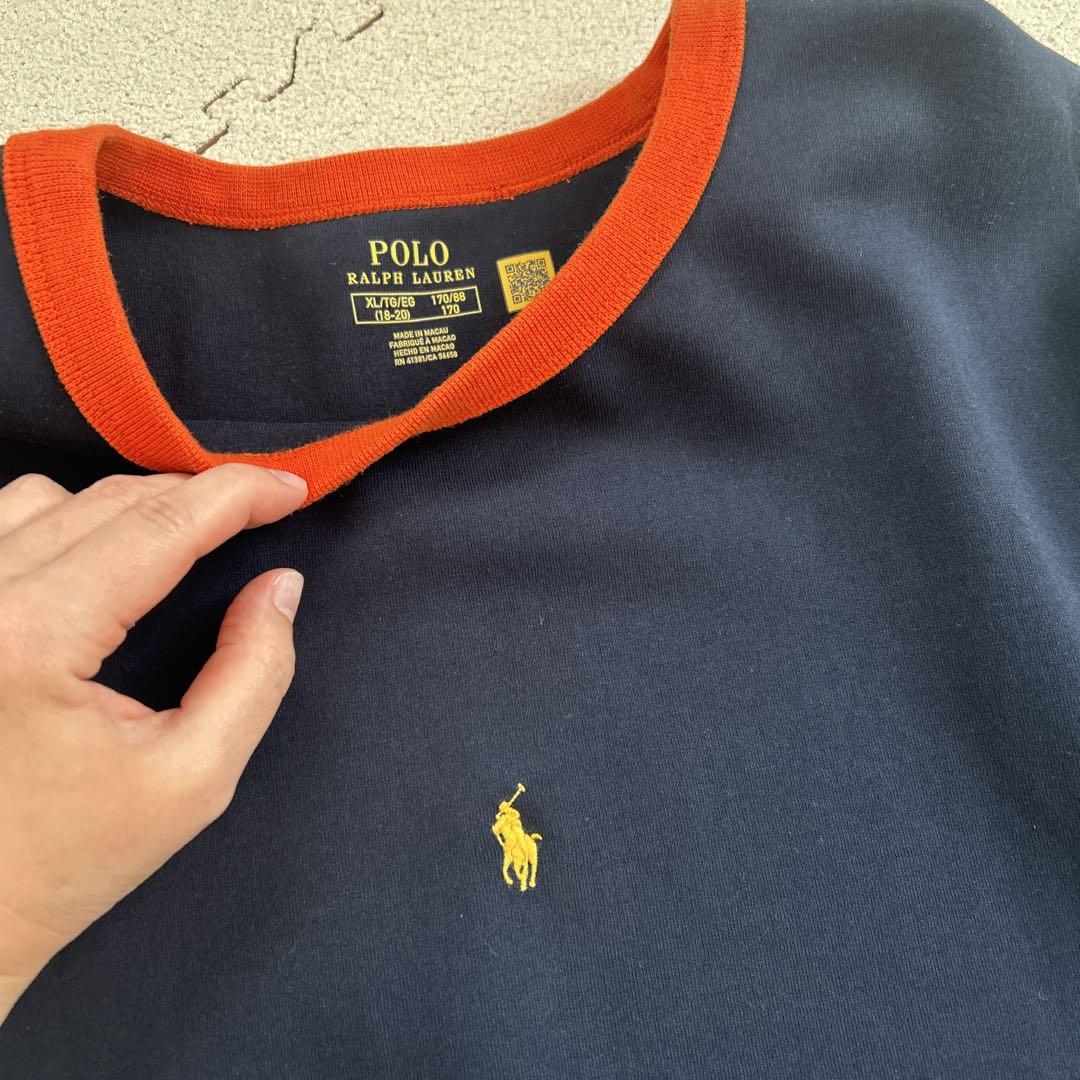 POLO
RALPH LAUREN
XL/TG/EG 170/88
(18-20) 170
MADE IN MACAU
FABRIQUÉ À MACAO
HECHO EN MACAO
RN 41381/CA 56658